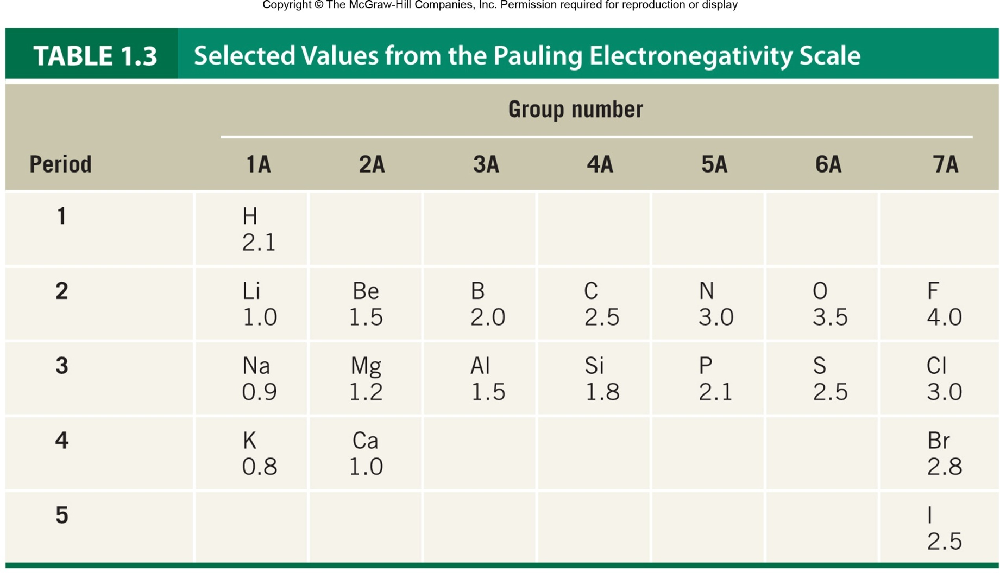 Copyright © The McGraw-Hill Companies, Inc. Permission required for reproduction or display
TABLE 1.3 Selected Values from the Pauling Electronegativity Scale
Group number
Period 1A 2A 3A 4A 5A 6A 7A
1 H
2.1
2 Li Be B C N O F
1.0 1.5 2.0 2.5 3.0 3.5 4.0
3 Na Mg Al Si P S Cl
0.9 1.2 1.5 1.8 2.1 2.5 3.0
4 K Ca Br
0.8 1.0 2.8
5 I
2.5